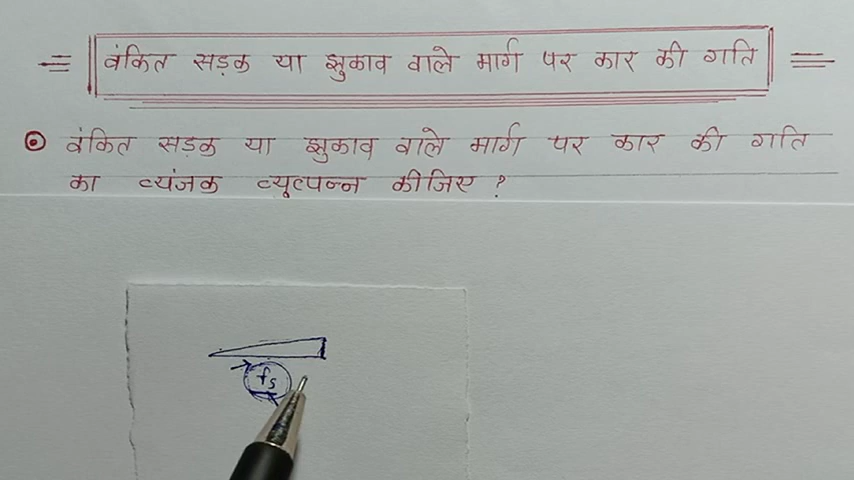 वंकित सड़क या झुकाव वाले मार्ग पर कार की गति
वंकित सड़क या झुकाव वाले मार्ग पर कार की गति
का व्यंजक व्यूत्पन्न कीजिए ?
fs